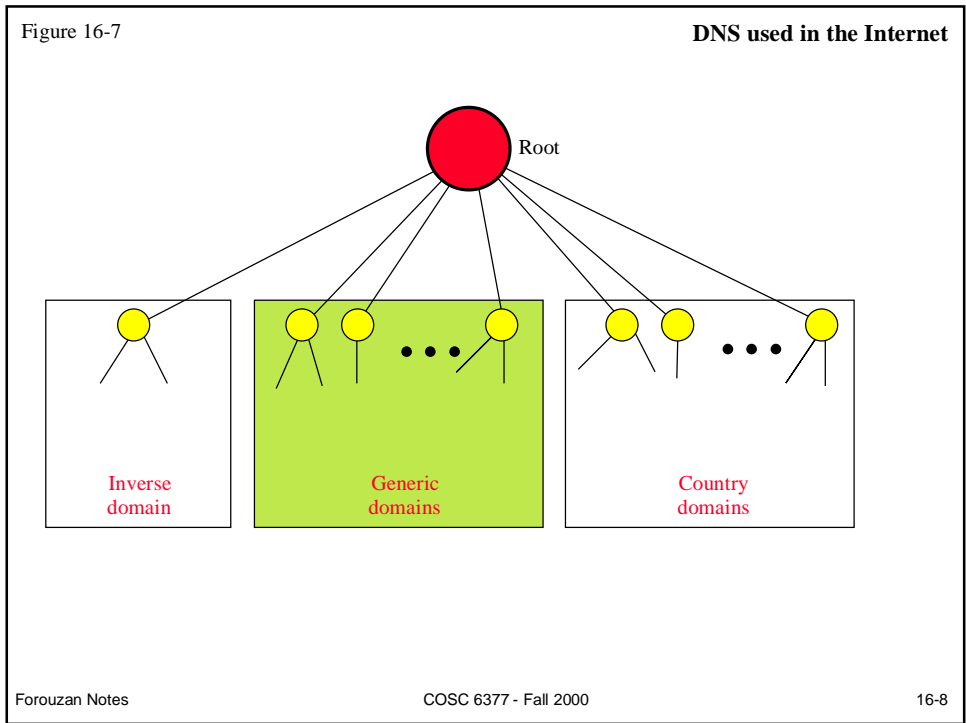 Figure 16-7
DNS used in the Internet
Root
Inverse
domain
Generic
domains
Country
domains
Forouzan Notes
COSC 6377 - Fall 2000
16-8